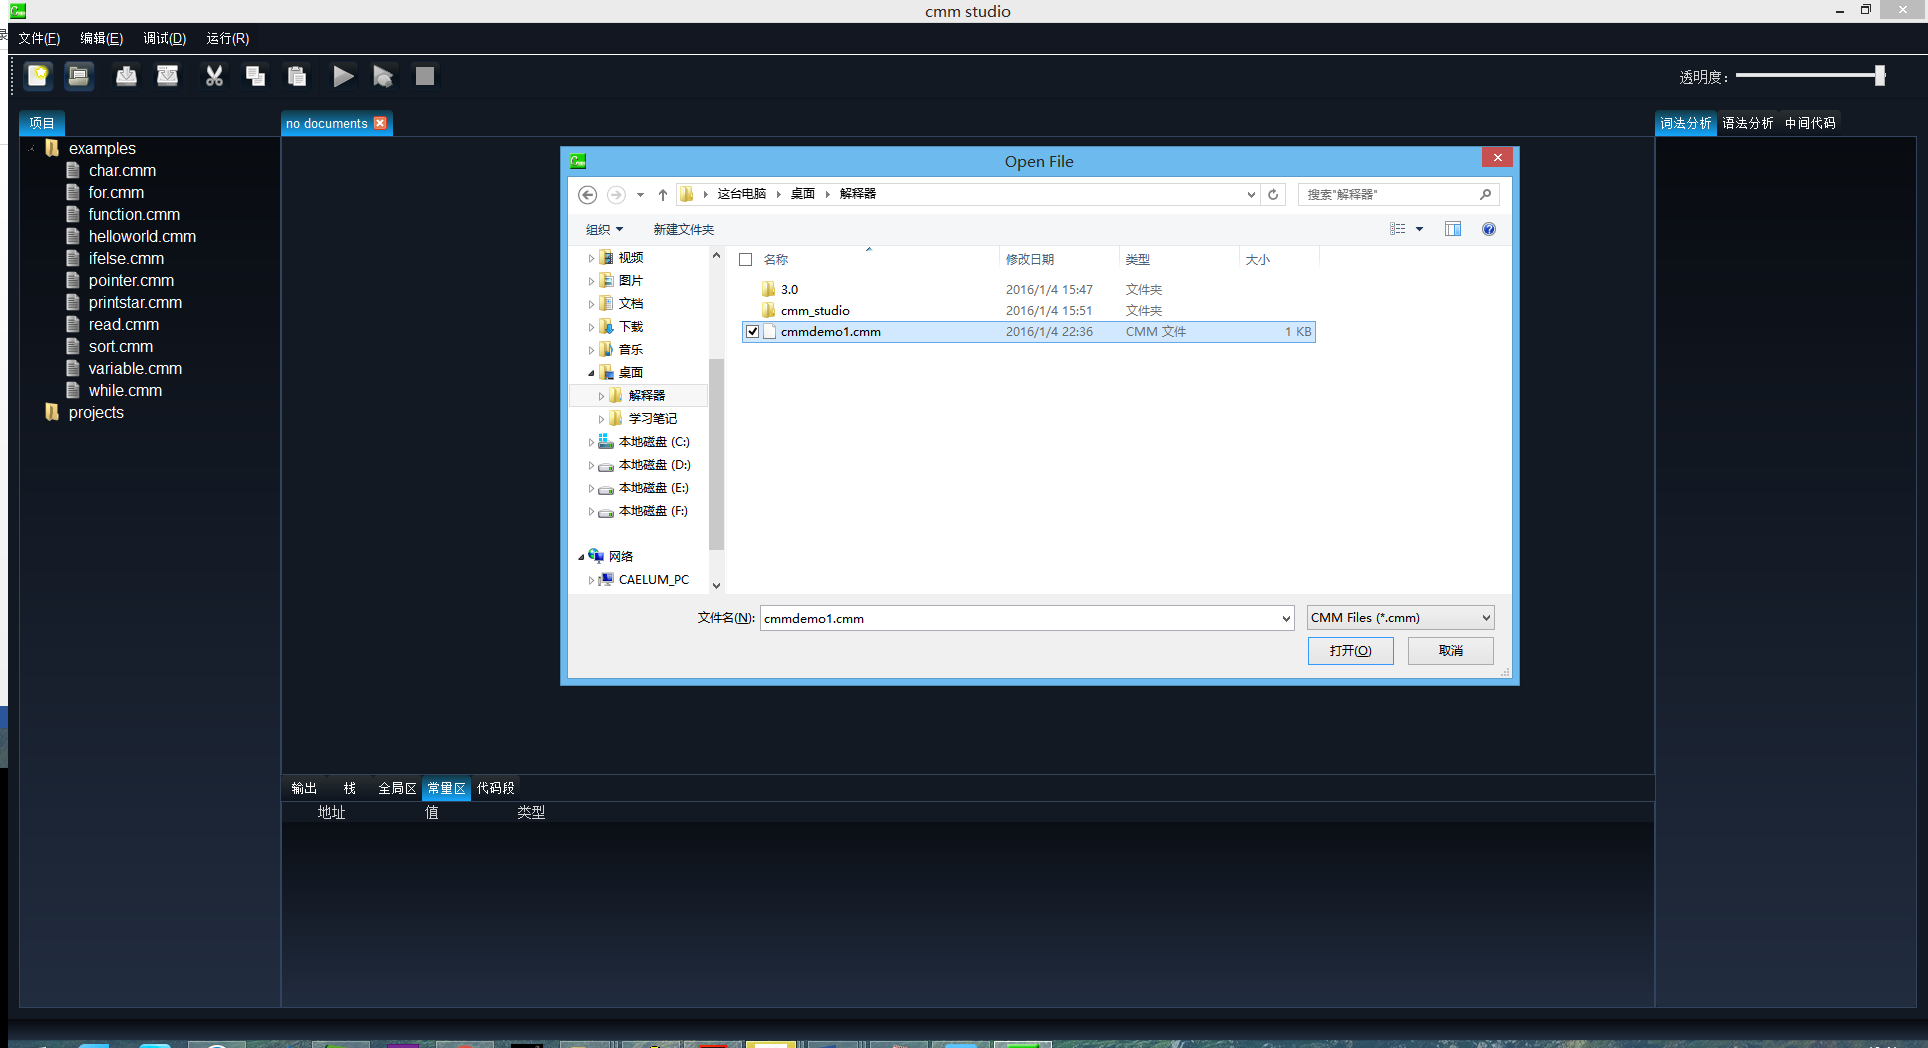 cmm studio
文件(F) 编辑(E) 调试(D) 运行(R)
透明度：
项目
no documents
词法分析 语法分析 中间代码
examples
char.cmm
for.cmm
function.cmm
helloworld.cmm
ifelse.cmm
pointer.cmm
printstar.cmm
read.cmm
sort.cmm
variable.cmm
while.cmm
projects
Open File
这台电脑 桌面 解释器
搜索"解释器"
组织 新建文件夹
视频
图片
文档
下载
音乐
桌面
解释器
学习笔记
本地磁盘 (C:)
本地磁盘 (D:)
本地磁盘 (E:)
本地磁盘 (F:)
网络
CAELUM_PC
名称 修改日期 类型 大小
3.0 2016/1/4 15:47 文件夹
cmm_studio 2016/1/4 15:51 文件夹
cmmdemo1.cmm 2016/1/4 22:36 CMM 文件 1 KB
文件名(N): cmmdemo1.cmm CMM Files (*.cmm)
打开(O) 取消
输出 栈 全局区 常量区 代码段
地址 值 类型